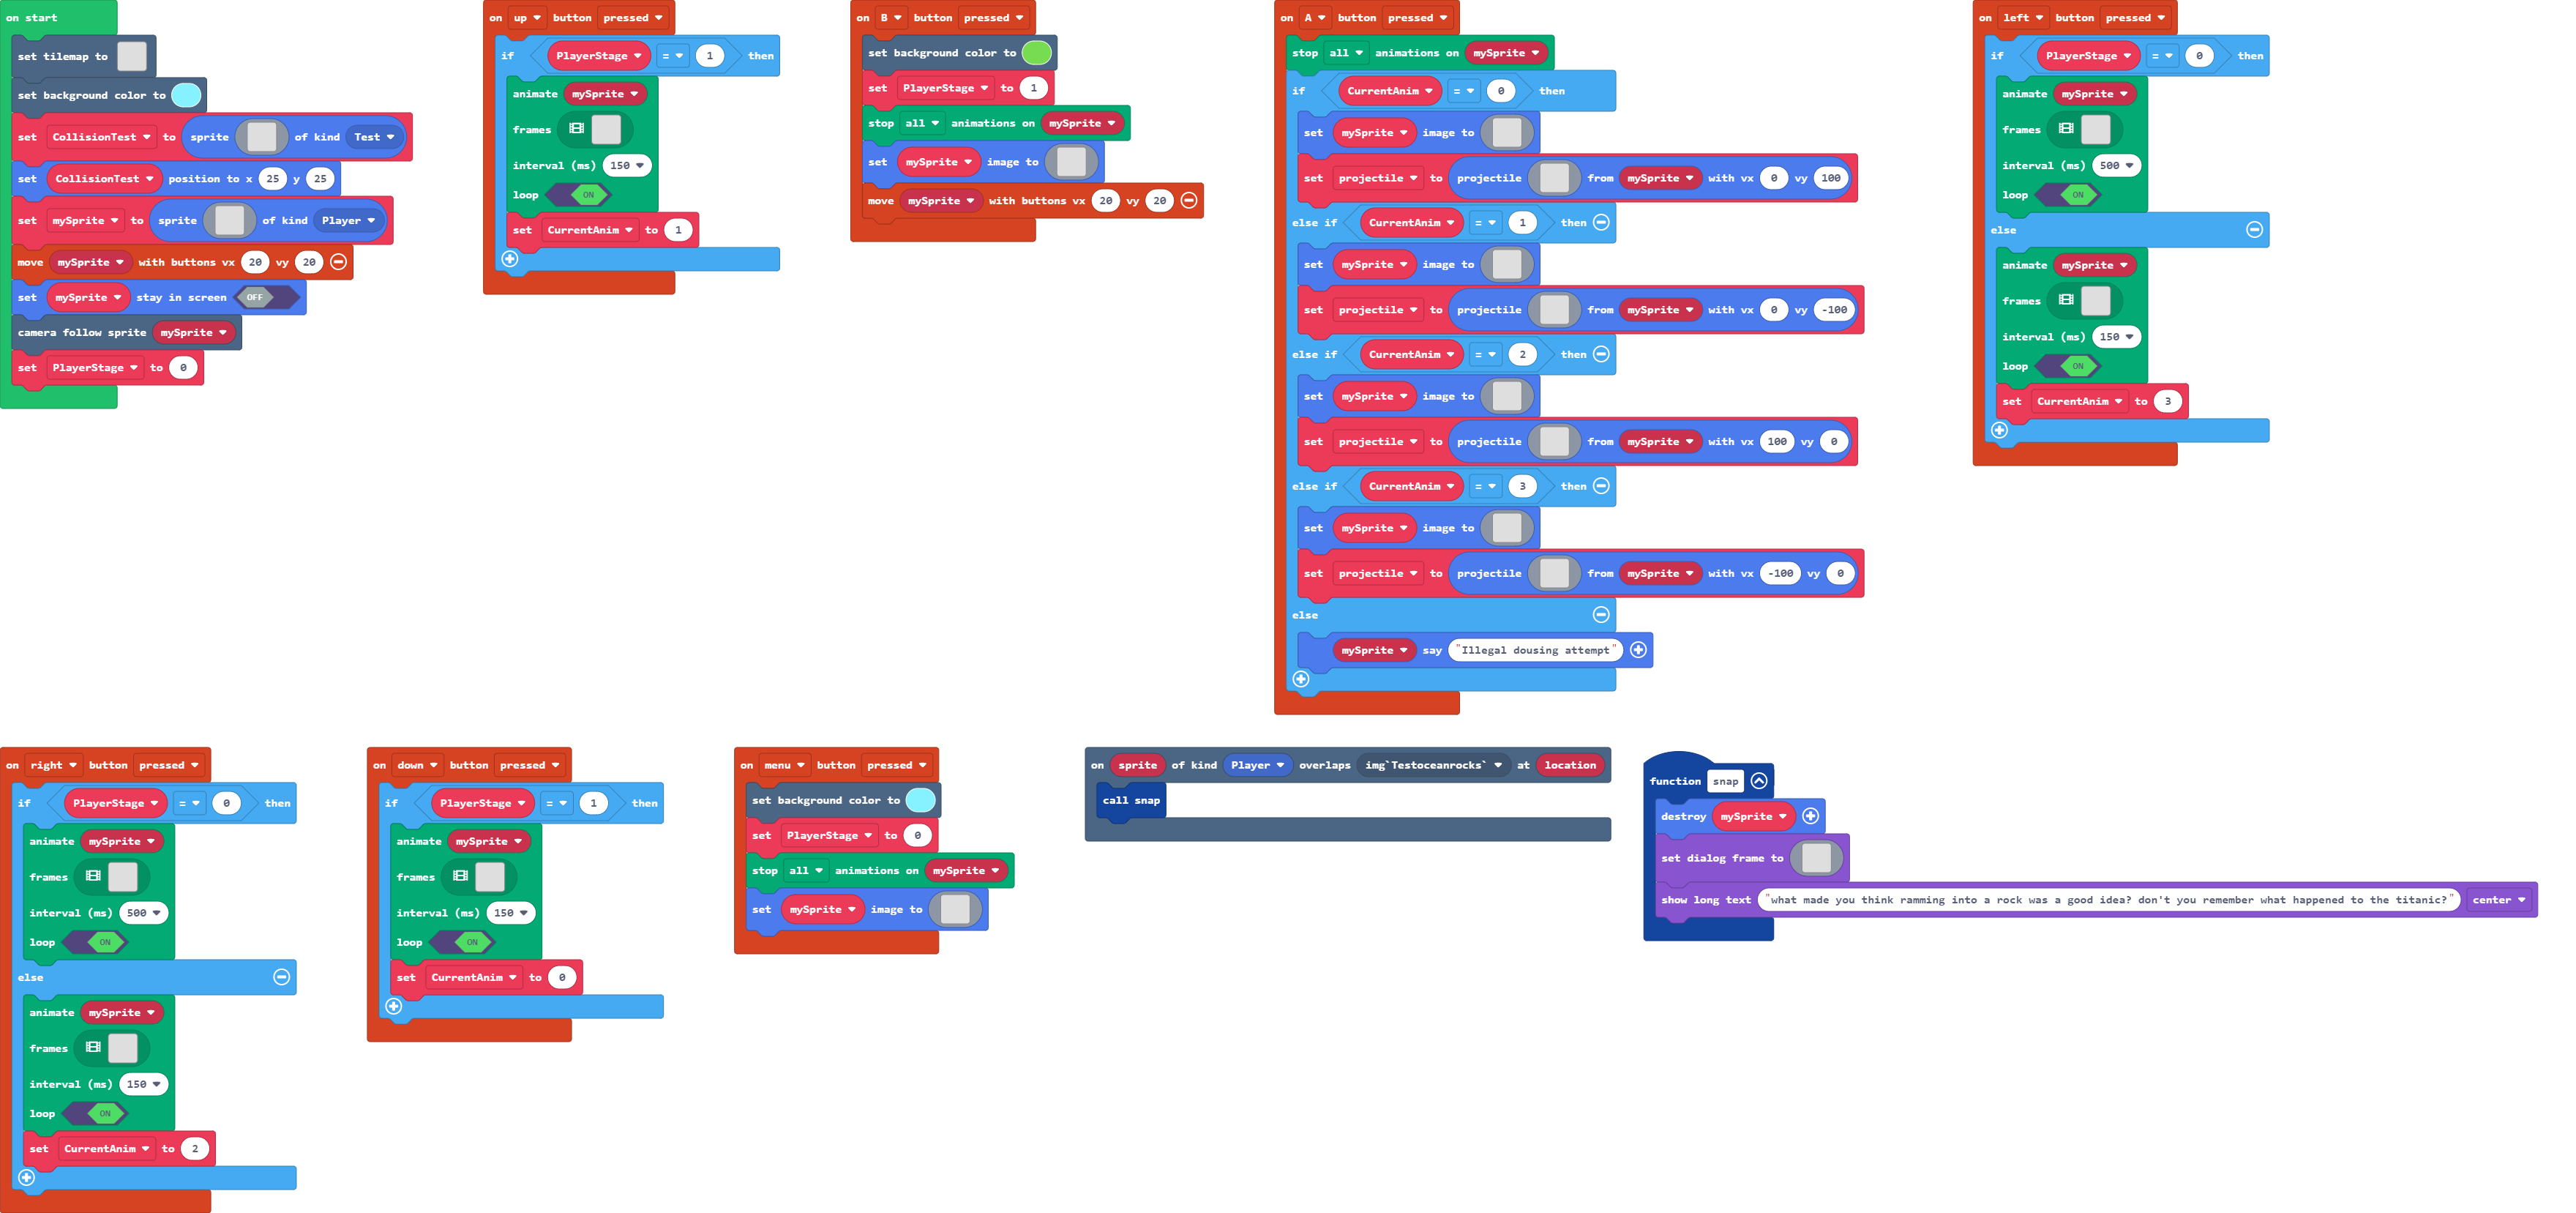 on start
set tilemap to
set background color to
set CollisionTest to sprite of kind Test
set CollisionTest position to x 25 y 25
set mySprite to sprite of kind Player
move mySprite with buttons vx 20 vy 20
set mySprite stay in screen OFF
camera follow sprite mySprite
set PlayerStage to 0
on up button pressed
if PlayerStage = 1 then
animate mySprite
frames
interval (ms) 150
loop ON
set CurrentAnim to 1
on B button pressed
set background color to
set PlayerStage to 1
stop all animations on mySprite
set mySprite image to
move mySprite with buttons vx 20 vy 20
on A button pressed
stop all animations on mySprite
if CurrentAnim = 0 then
set mySprite image to
set projectile to projectile from mySprite with vx 0 vy 100
else if CurrentAnim = 1 then
set mySprite image to
set projectile to projectile from mySprite with vx 0 vy -100
else if CurrentAnim = 2 then
set mySprite image to
set projectile to projectile from mySprite with vx 100 vy 0
else if CurrentAnim = 3 then
set mySprite image to
set projectile to projectile from mySprite with vx -100 vy 0
else
mySprite say "Illegal dousing attempt"
on left button pressed
if PlayerStage = 0 then
animate mySprite
frames
interval (ms) 500
loop ON
else
animate mySprite
frames
interval (ms) 150
loop ON
set CurrentAnim to 3
on right button pressed
if PlayerStage = 0 then
animate mySprite
frames
interval (ms) 500
loop ON
else
animate mySprite
frames
interval (ms) 150
loop ON
set CurrentAnim to 2
on down button pressed
if PlayerStage = 1 then
animate mySprite
frames
interval (ms) 150
loop ON
set CurrentAnim to 0
on menu button pressed
set background color to
set PlayerStage to 0
stop all animations on mySprite
set mySprite image to
on sprite of kind Player overlaps img`Testoceanrocks` at location
call snap
function snap
destroy mySprite
set dialog frame to
show long text "what made you think ramming into a rock was a good idea? don't you remember what happened to the titanic?" center